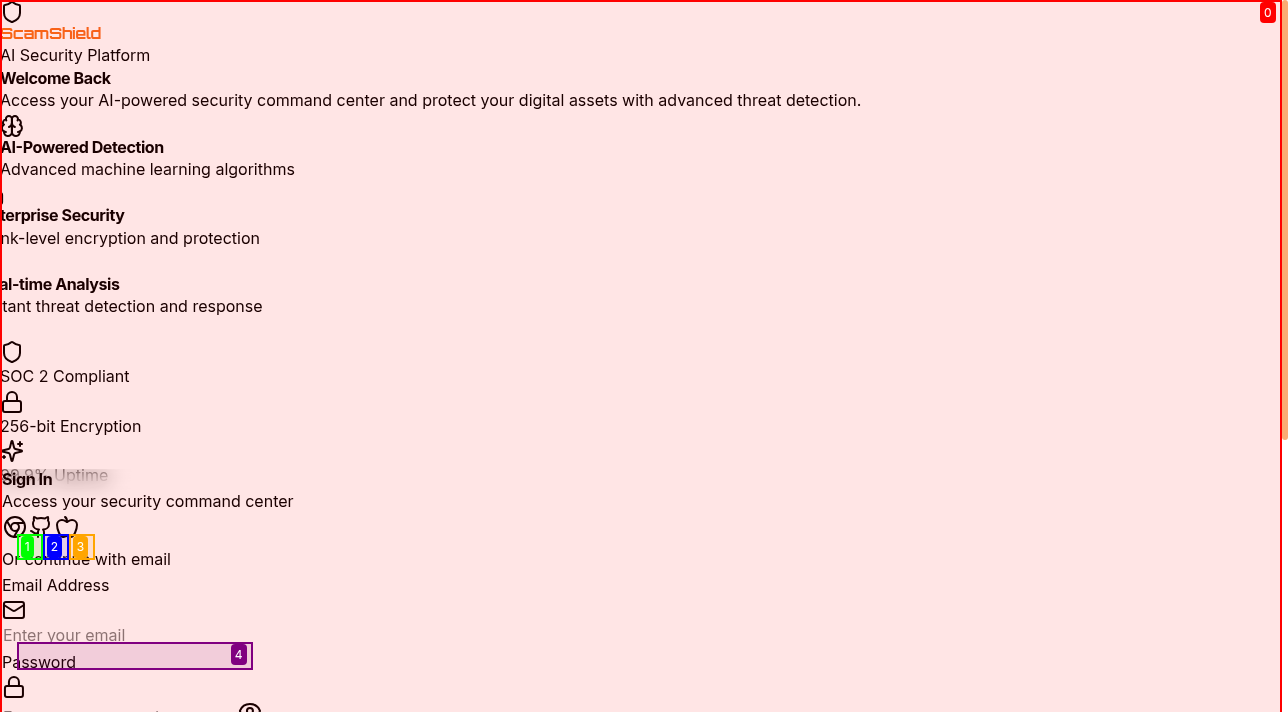 0
ScamShield
AI Security Platform
Welcome Back
Access your AI-powered security command center and protect your digital assets with advanced threat detection.
AI-Powered Detection
Advanced machine learning algorithms
terprise Security
nk-level encryption and protection
al-time Analysis
tant threat detection and response
SOC 2 Compliant
256-bit Encryption
99.9% Uptime
Sign In
Access your security command center
1 2 3
Or continue with email
Email Address
Enter your email
4
Password